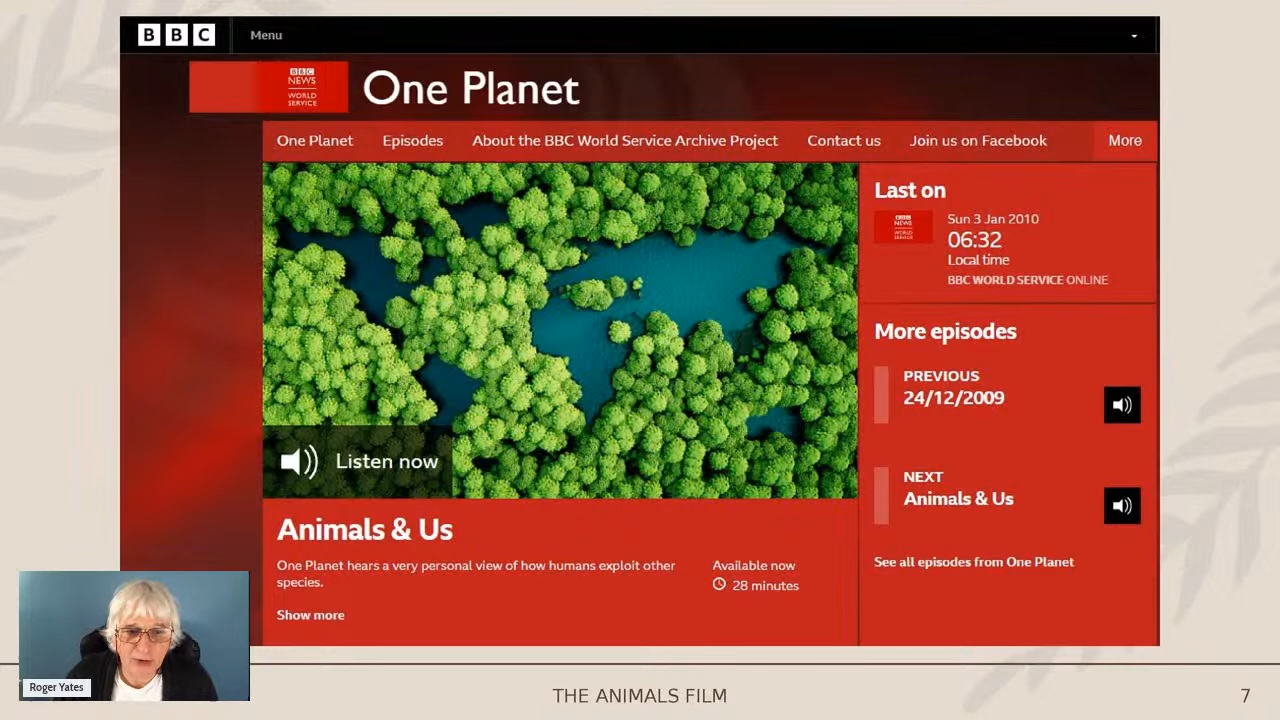 BBC
Menu
BBC
NEWS
WORLD
SERVICE
One Planet
One Planet
Episodes
About the BBC World Service Archive Project
Contact us
Join us on Facebook
More
Listen now
Animals & Us
One Planet hears a very personal view of how humans exploit other
species.
Show more
Available now
28 minutes
Last on
BBC
NEWS
WORLD
SERVICE
Sun 3 Jan 2010
06:32
Local time
BBC WORLD SERVICE ONLINE
More episodes
PREVIOUS
24/12/2009
NEXT
Animals & Us
See all episodes from One Planet
Roger Yates
THE ANIMALS FILM
7